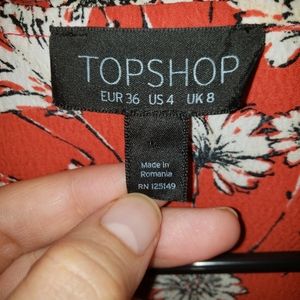 TOPSHOP
EUR 36 US 4 UK 8
Made in
Romania
RN 125149